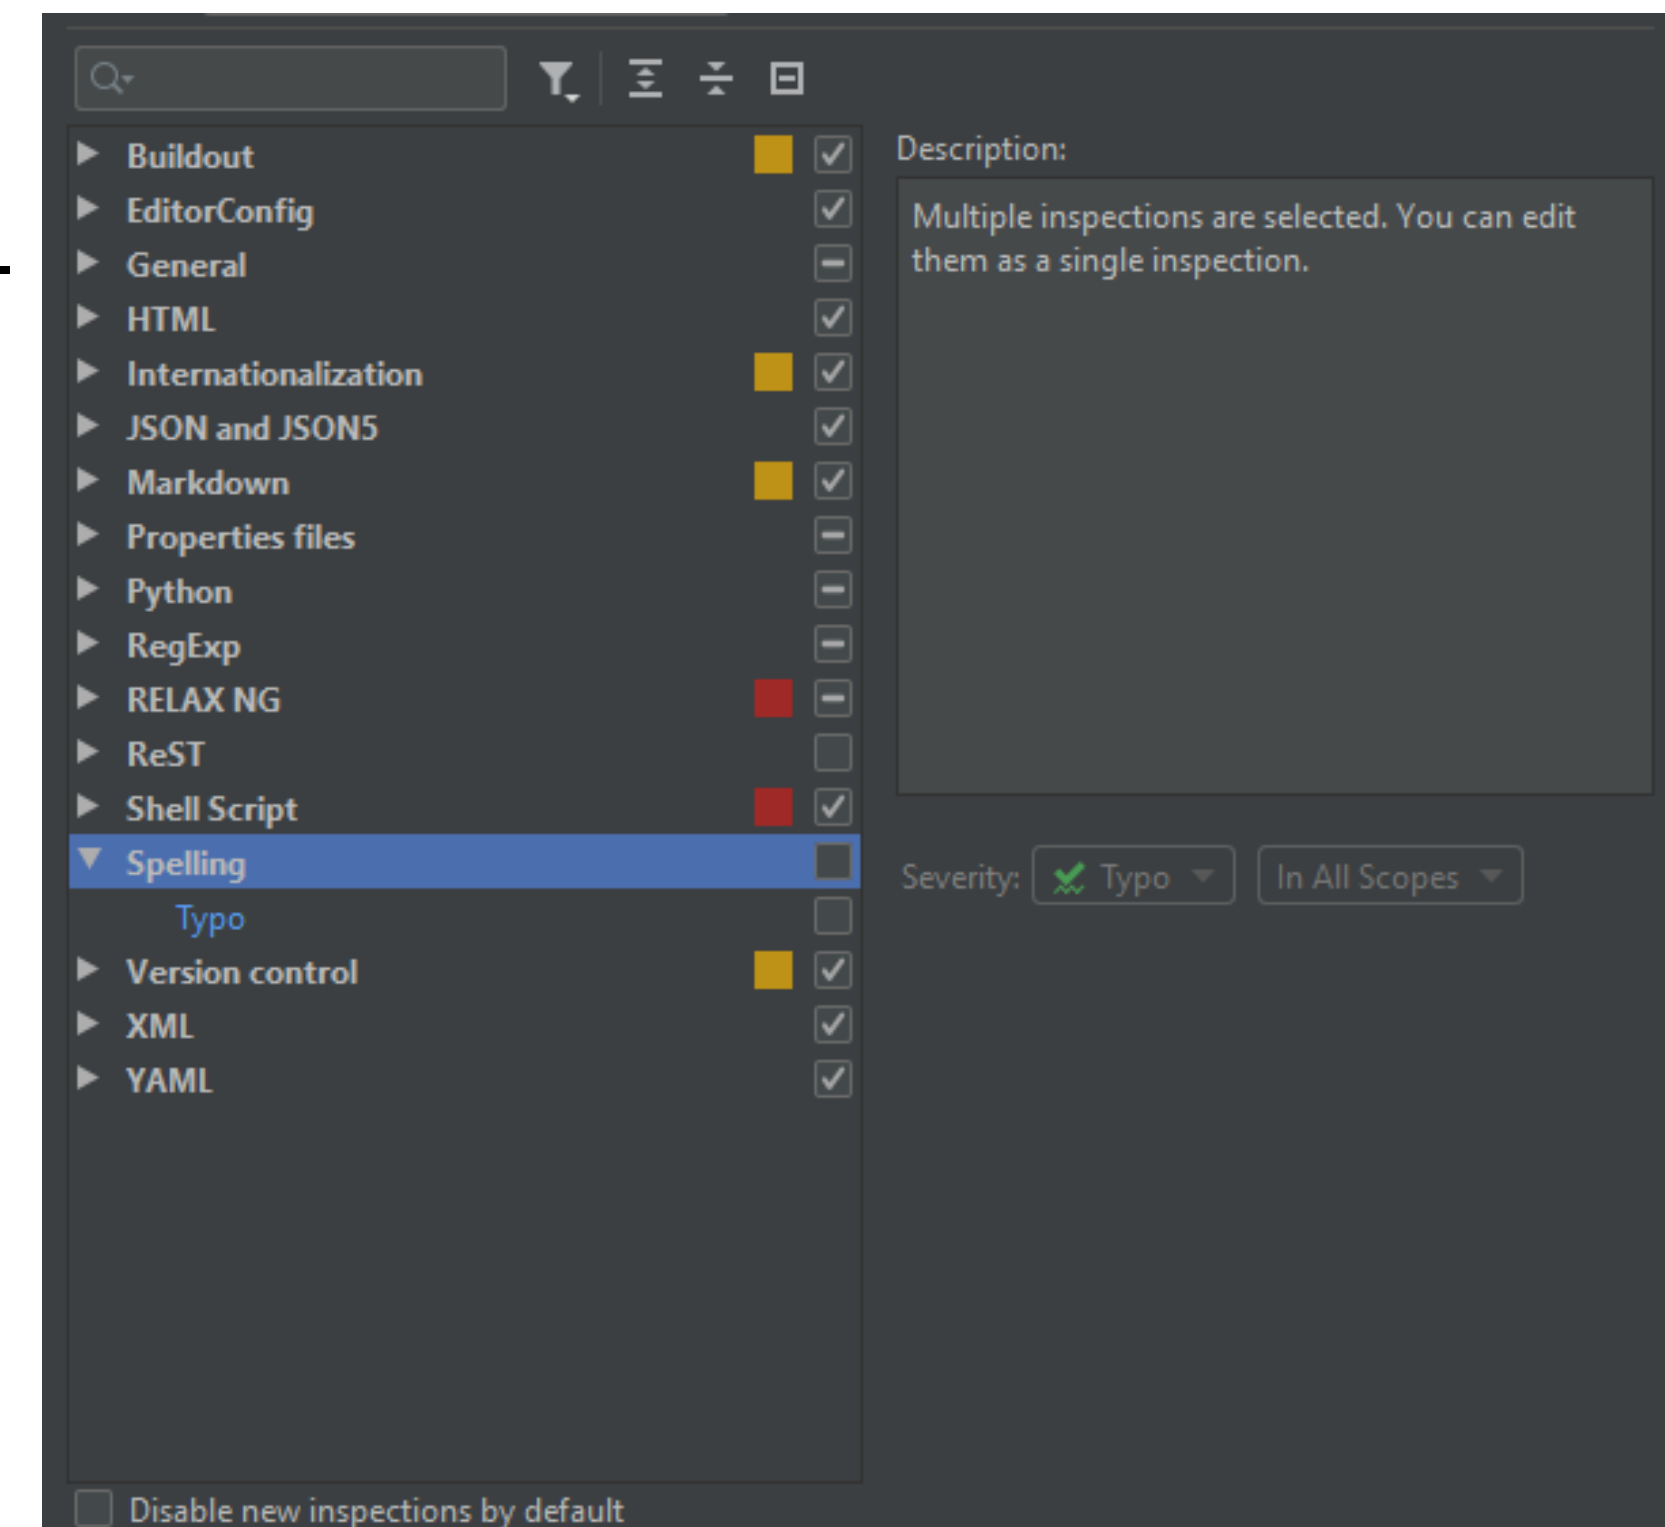 Buildout
EditorConfig
General
HTML
Internationalization
JSON and JSON5
Markdown
Properties files
Python
RegExp
RELAX NG
ReST
Shell Script
Spelling
Typo
Version control
XML
YAML
Disable new inspections by default
Description:
Multiple inspections are selected. You can edit
them as a single inspection.
Severity: Typo In All Scopes